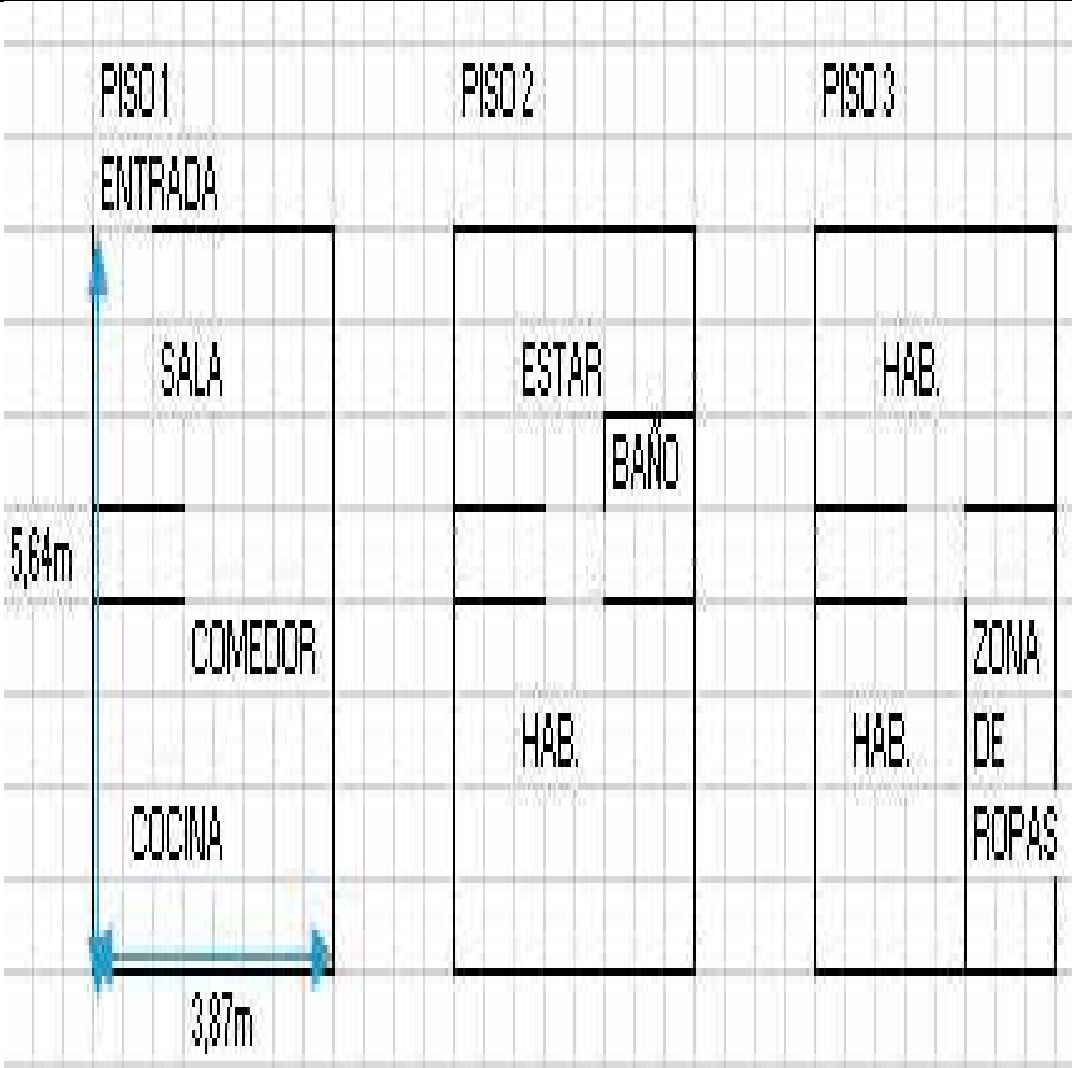 PISO 1
PISO 2
PISO 3
ENTRADA
SALA
ESTAR
HAB.
BAÑO
5,64m
COMEDOR
ZONA
HAB.
HAB.
DE
COCINA
ROPAS
3,87m